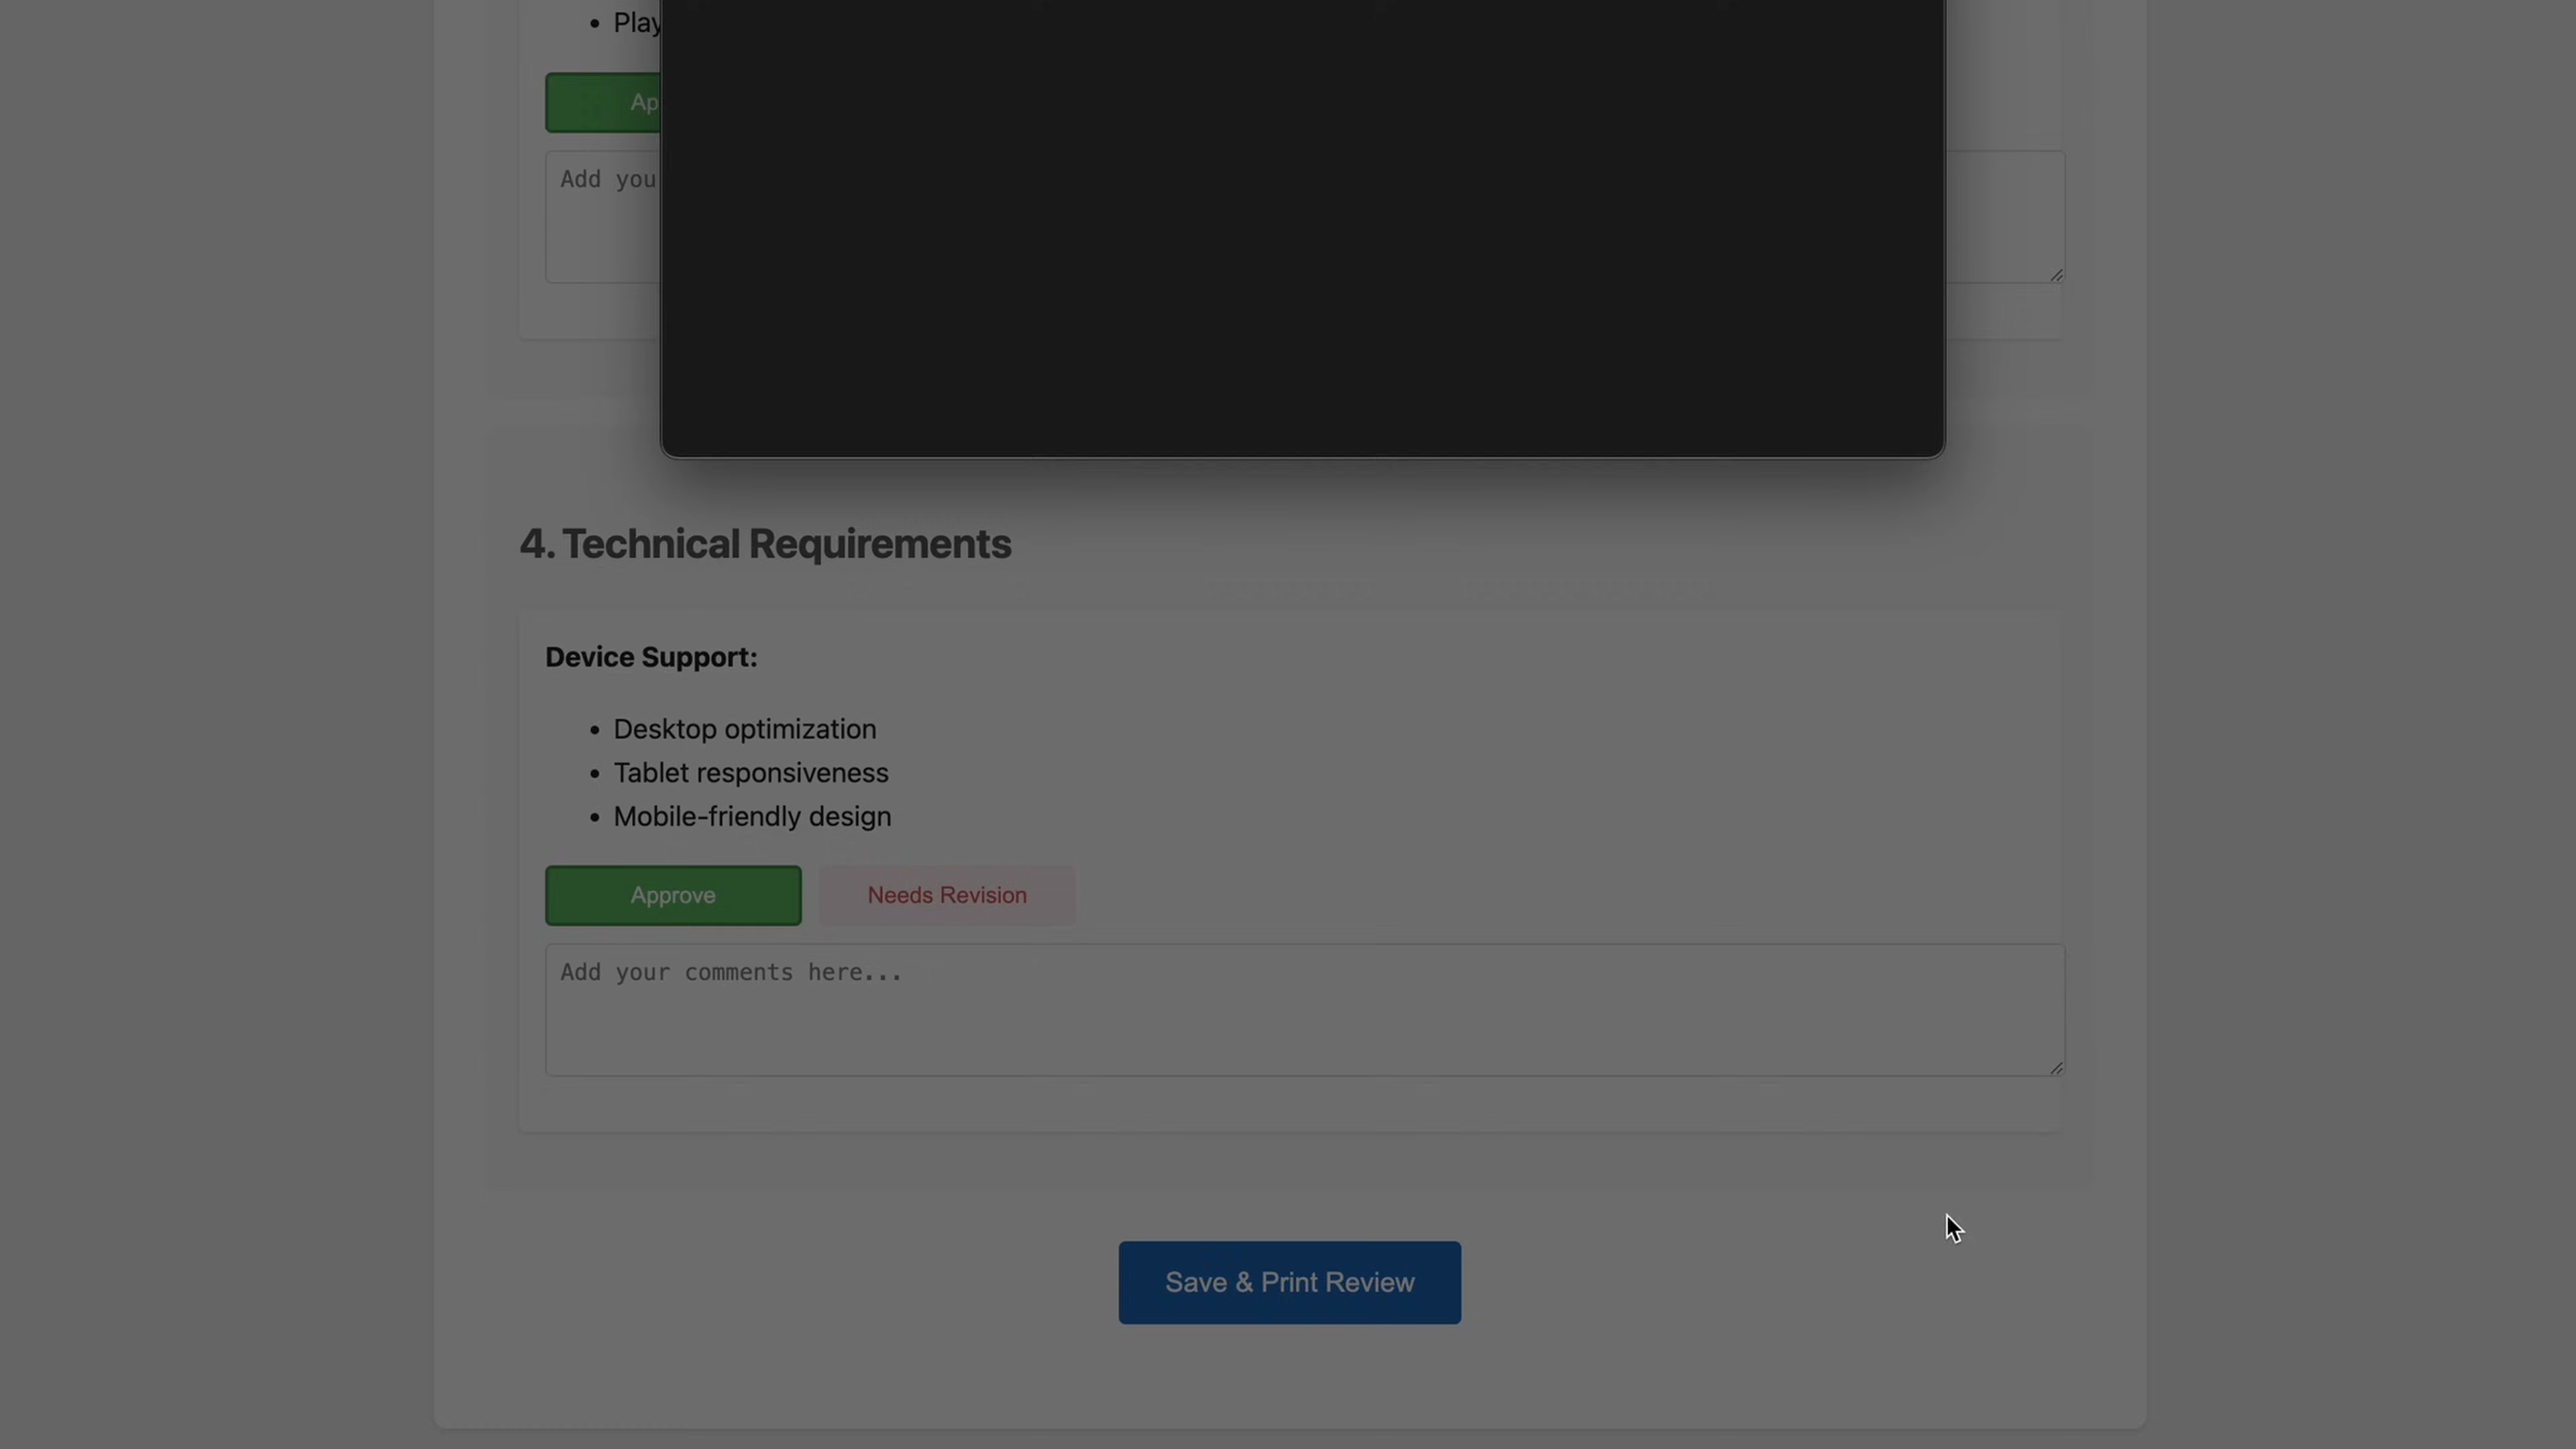 • Play
Ap
Add you
4. Technical Requirements
Device Support:
• Desktop optimization
• Tablet responsiveness
• Mobile-friendly design
Approve
Needs Revision
Add your comments here...
Save & Print Review